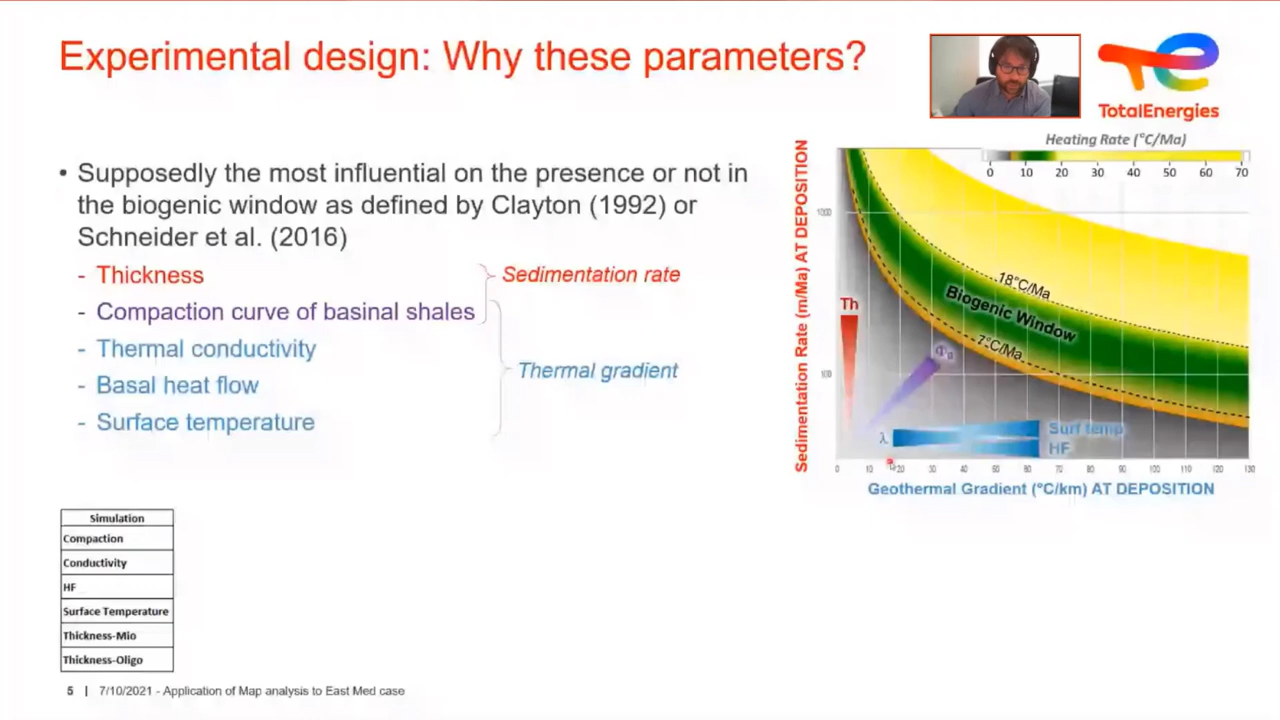 Experimental design: Why these parameters?
TotalEnergies
• Supposedly the most influential on the presence or not in
the biogenic window as defined by Clayton (1992) or
Schneider et al. (2016)
- Thickness
- Compaction curve of basinal shales
- Thermal conductivity
- Basal heat flow
- Surface temperature
Sedimentation rate
Thermal gradient
Heating Rate (°C/Ma)
0 10 20 30 40 50 60 70
Sedimentation Rate (m/Ma) AT DEPOSITION
1000
100
18°C/Ma
Biogenic Window
7°C/Ma
Th
Φ₀
λ
Surf temp
HF
0 10 20 30 40 50 60 70 80 90 100 110 120 130
Geothermal Gradient (°C/km) AT DEPOSITION
Simulation
Compaction
Conductivity
HF
Surface Temperature
Thickness-Mio
Thickness-Oligo
5 | 7/10/2021 - Application of Map analysis to East Med case